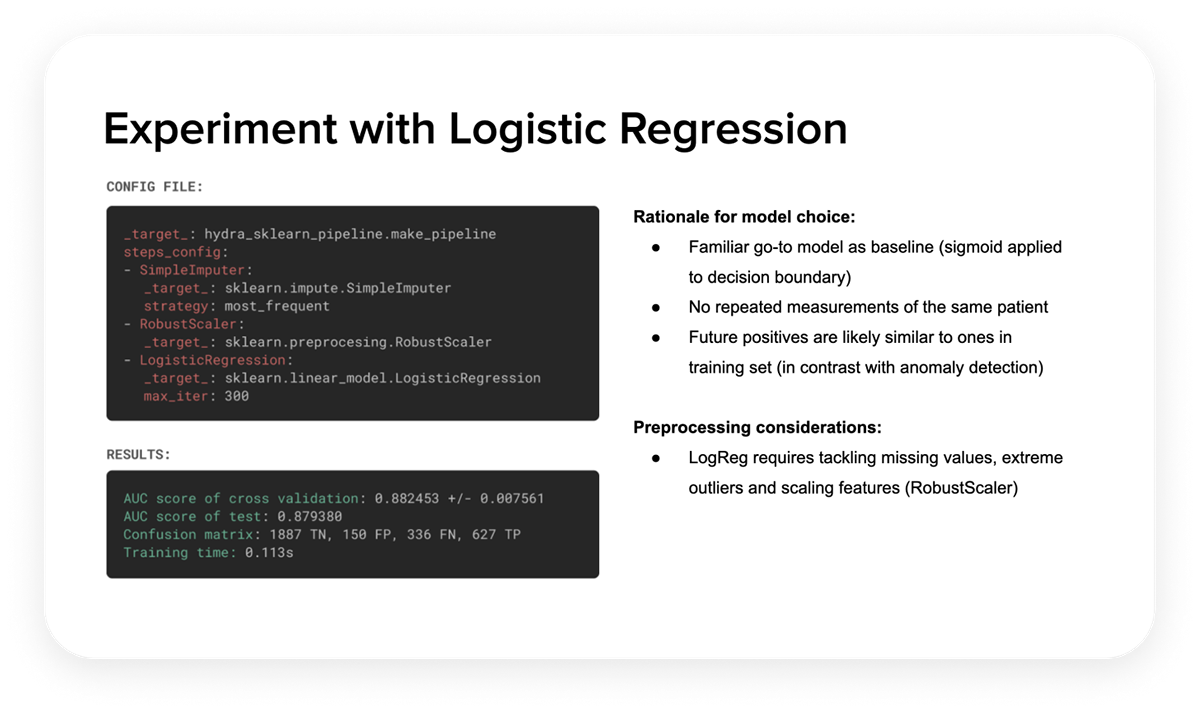 Experiment with Logistic Regression
CONFIG FILE:
_target_: hydra_sklearn_pipeline.make_pipeline
steps_config:
- SimpleImputer:
_target_: sklearn.impute.SimpleImputer
strategy: most_frequent
- RobustScaler:
_target_: sklearn.preprocesing.RobustScaler
- LogisticRegression:
_target_: sklearn.linear_model.LogisticRegression
max_iter: 300
RESULTS:
AUC score of cross validation: 0.882453 +/- 0.007561
AUC score of test: 0.879380
Confusion matrix: 1887 TN, 150 FP, 336 FN, 627 TP
Training time: 0.113s
Rationale for model choice:
● Familiar go-to model as baseline (sigmoid applied
to decision boundary)
● No repeated measurements of the same patient
● Future positives are likely similar to ones in
training set (in contrast with anomaly detection)
Preprocessing considerations:
● LogReg requires tackling missing values, extreme
outliers and scaling features (RobustScaler)